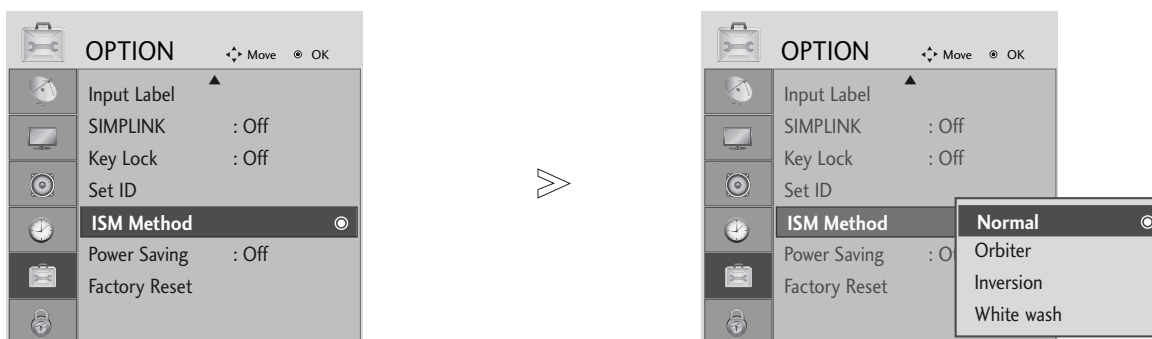 OPTION Move OK
Input Label
SIMPLINK : Off
Key Lock : Off
Set ID
ISM Method
Power Saving : Off
Factory Reset
OPTION Move OK
Input Label
SIMPLINK : Off
Key Lock : Off
Set ID
ISM Method
Power Saving
Factory Reset
Normal
Orbiter
Inversion
White wash